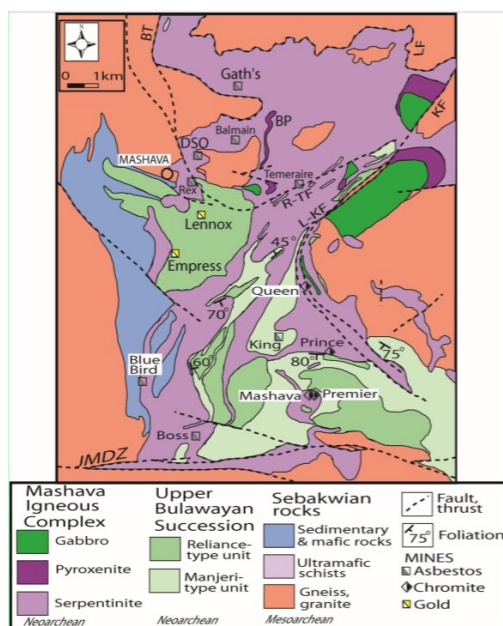 N
0 1km
BT
LF
KF
Gath's
Balmain
BP
DSO
MASHAVA
Rex
Temeraire
R-TF
L-KF
Lennox
45°
Empress
Queen
70°
King
Prince
75°
Blue
Bird
60°
80°
Mashava
Premier
Boss
JMDZ
Mashava
Igneous
Complex
Gabbro
Pyroxenite
Serpentinite
Neoarchean
Upper
Bulawayan
Succession
Reliance-
type unit
Manjeri-
type unit
Neoarchean
Sebakwian
rocks
Sedimentary
& mafic rocks
Ultramafic
schists
Gneiss,
granite
Mesoarchean
Fault,
thrust
75°
Foliation
MINES
Asbestos
Chromite
Gold